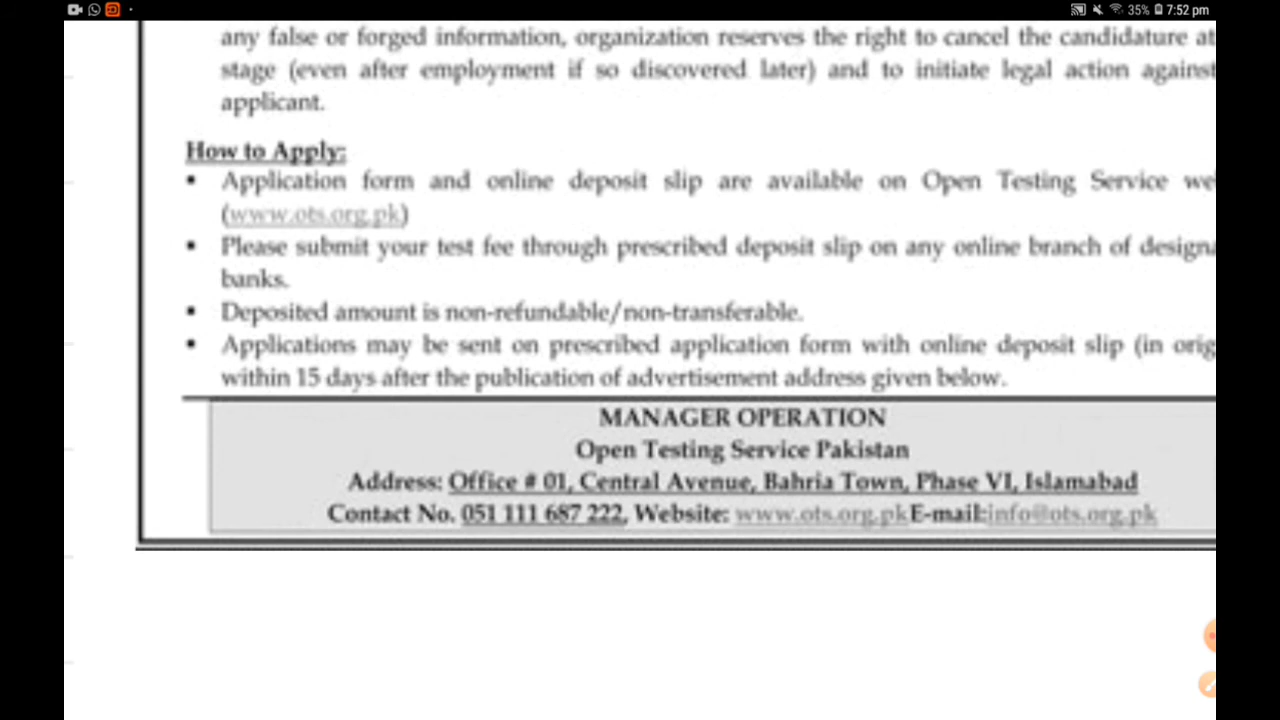 35% 7:52 pm
any false or forged information, organization reserves the right to cancel the candidature at
stage (even after employment if so discovered later) and to initiate legal action against
applicant.
How to Apply:
▪ Application form and online deposit slip are available on Open Testing Service we
(www.ots.org.pk)
▪ Please submit your test fee through prescribed deposit slip on any online branch of designa
banks.
▪ Deposited amount is non-refundable/non-transferable.
▪ Applications may be sent on prescribed application form with online deposit slip (in orig
within 15 days after the publication of advertisement address given below.
MANAGER OPERATION
Open Testing Service Pakistan
Address: Office # 01, Central Avenue, Bahria Town, Phase VI, Islamabad
Contact No. 051 111 687 222, Website: www.ots.org.pkE-mail:info@ots.org.pk